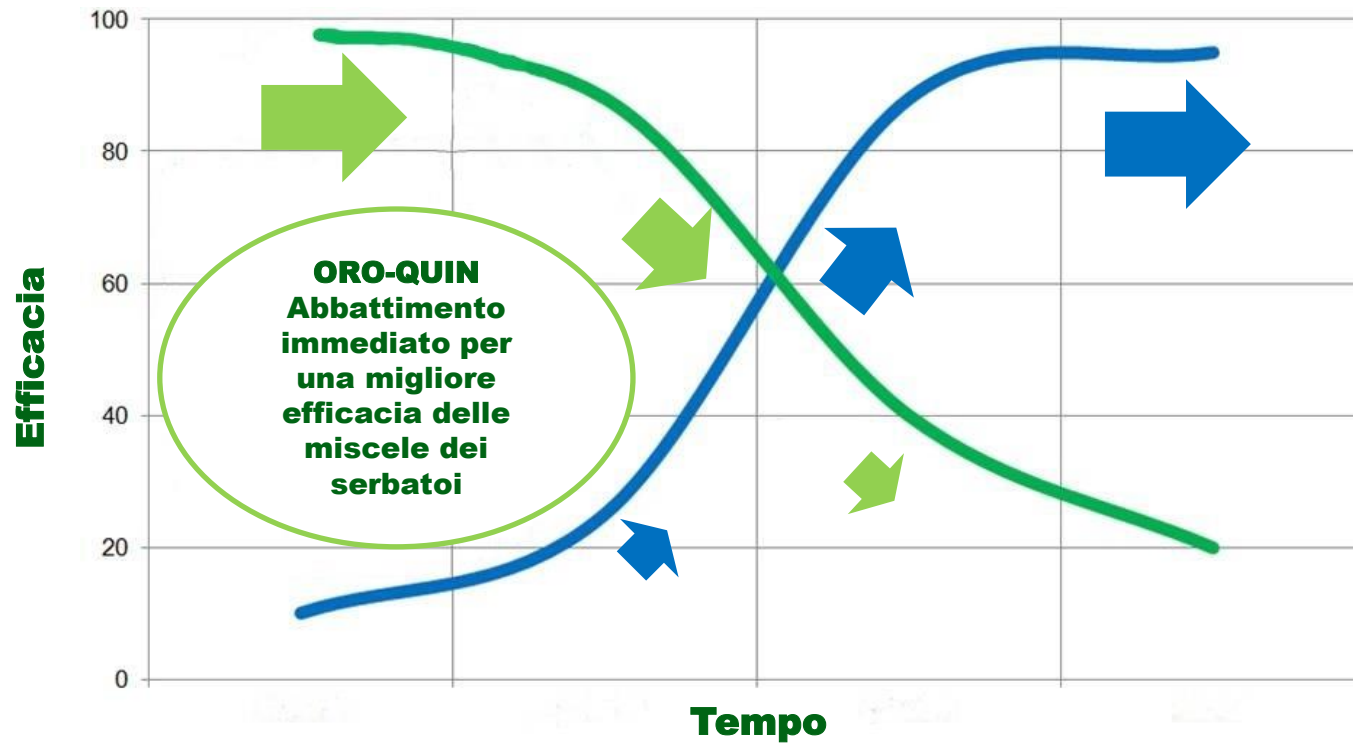 100
80
60
40
20
0
Efficacia
ORO-QUIN
Abbattimento
immediato per
una migliore
efficacia delle
miscele dei
serbatoi
Tempo